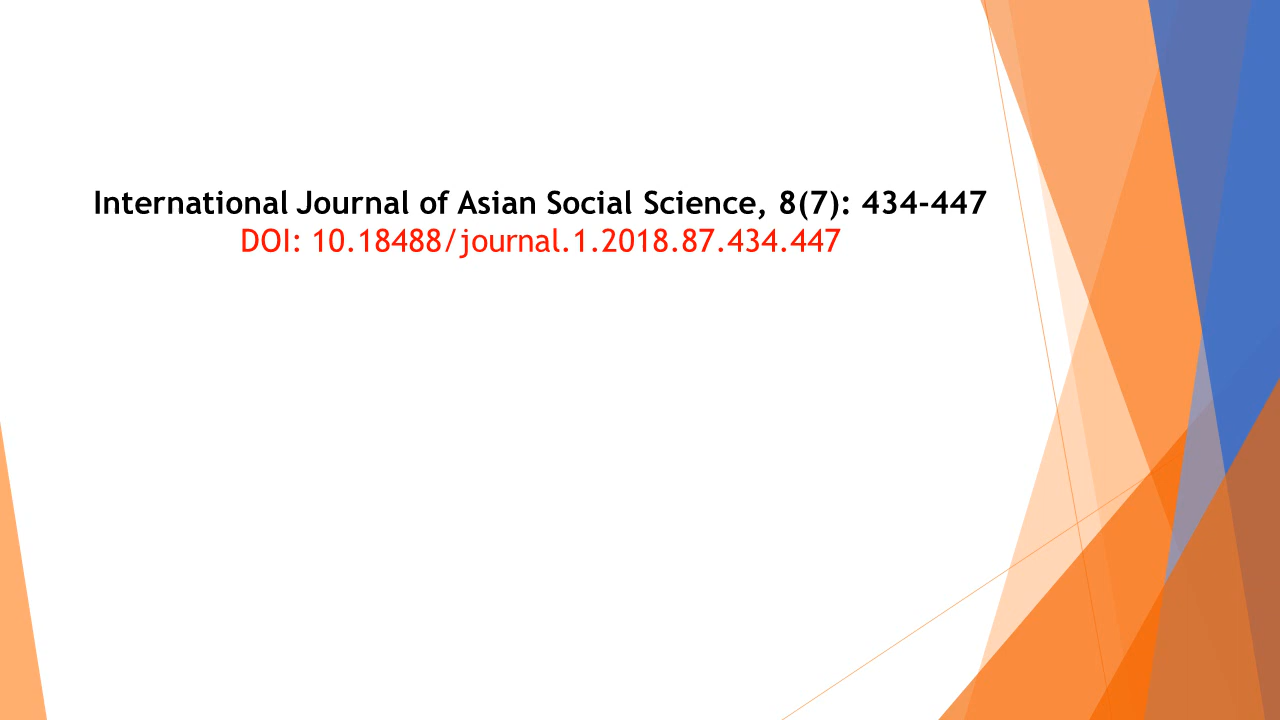 International Journal of Asian Social Science, 8(7): 434-447
DOI: 10.18488/journal.1.2018.87.434.447